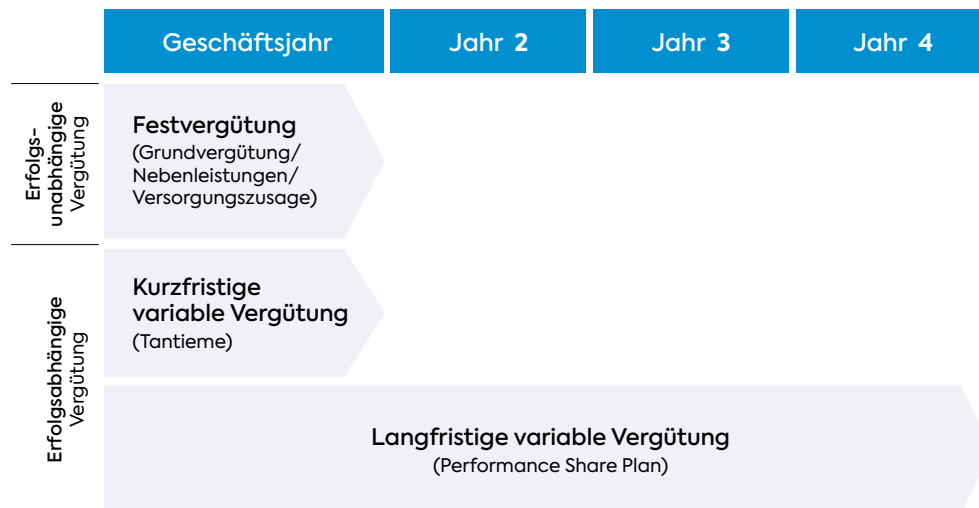 Geschäftsjahr
Jahr 2
Jahr 3
Jahr 4
Erfolgs-
unabhängige
Vergütung
Festvergütung
(Grundvergütung/
Nebenleistungen/
Versorgungszusage)
Erfolgsabhängige
Vergütung
Kurzfristige
variable Vergütung
(Tantieme)
Langfristige variable Vergütung
(Performance Share Plan)